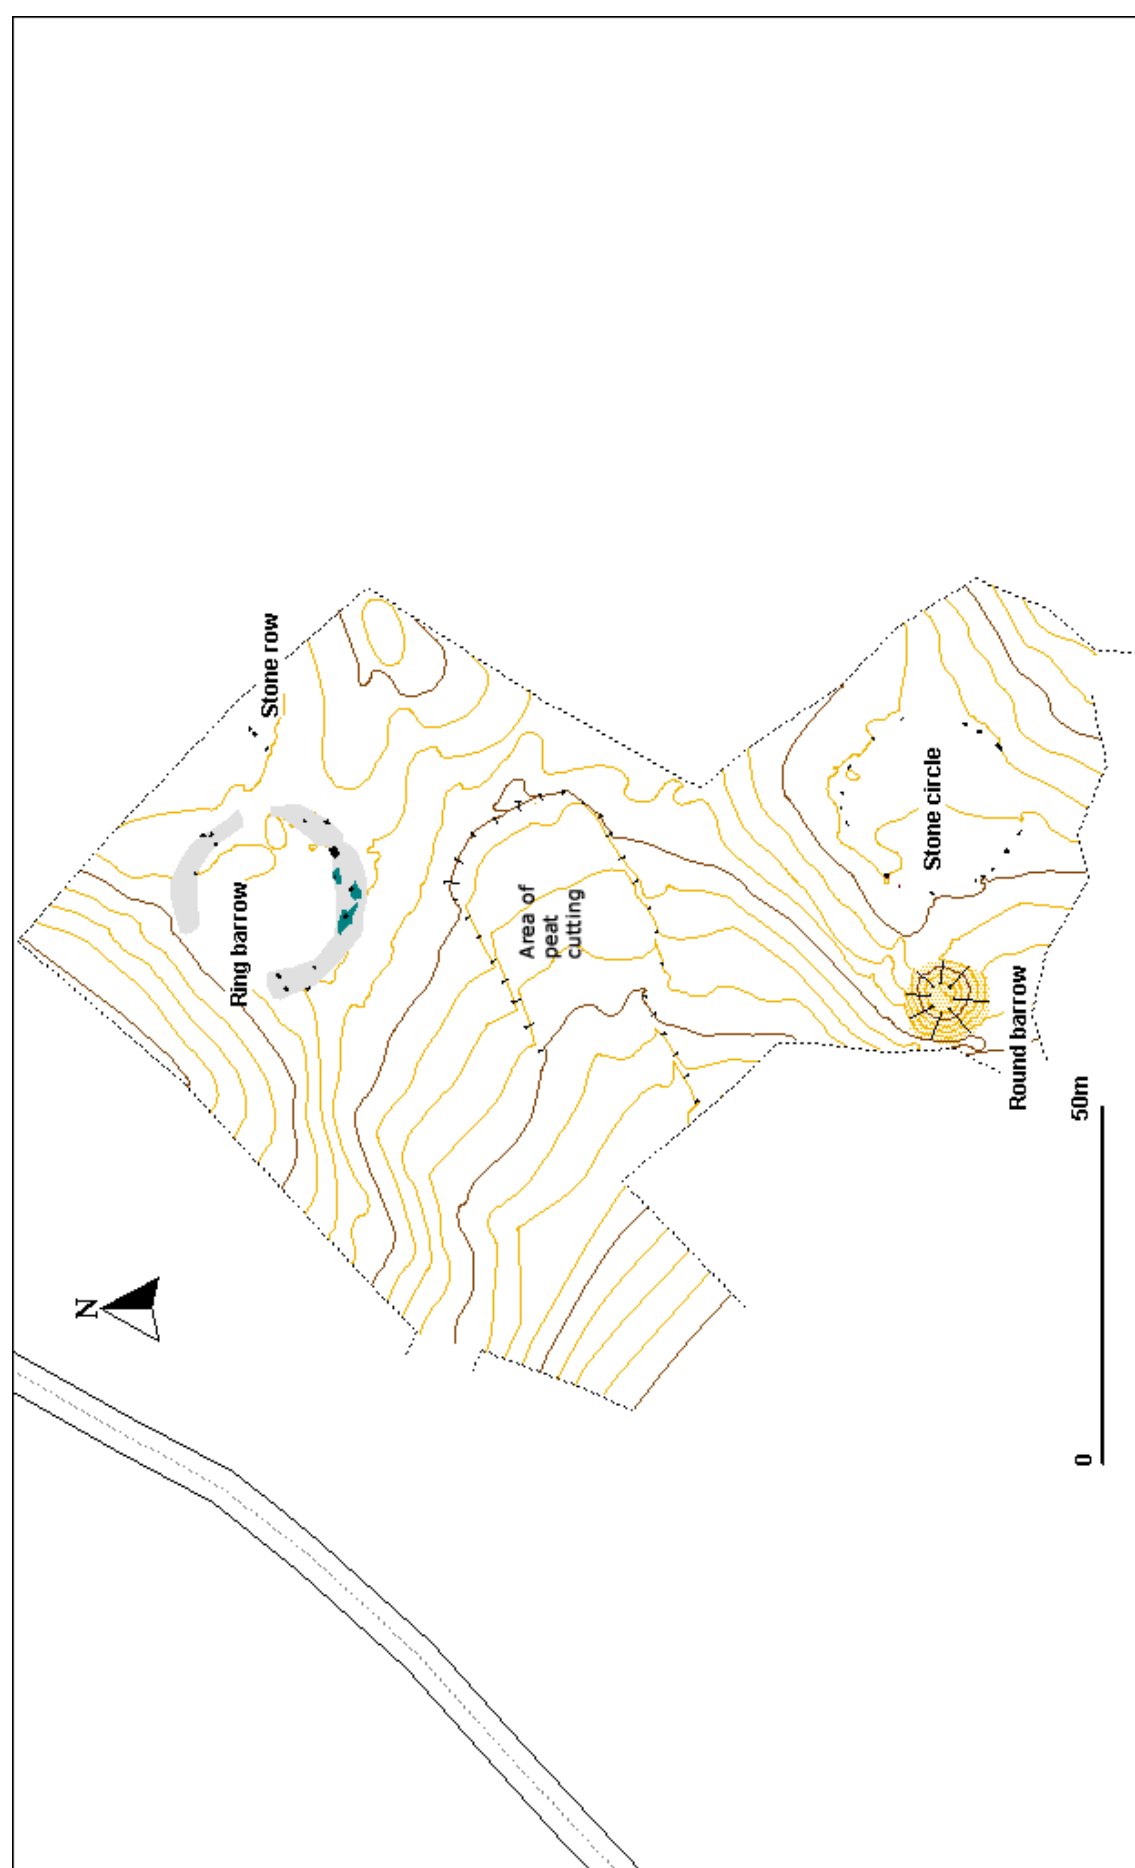 N
Ring barrow
Stone row
Area of
peat
cutting
Stone circle
Round barrow
0
50m